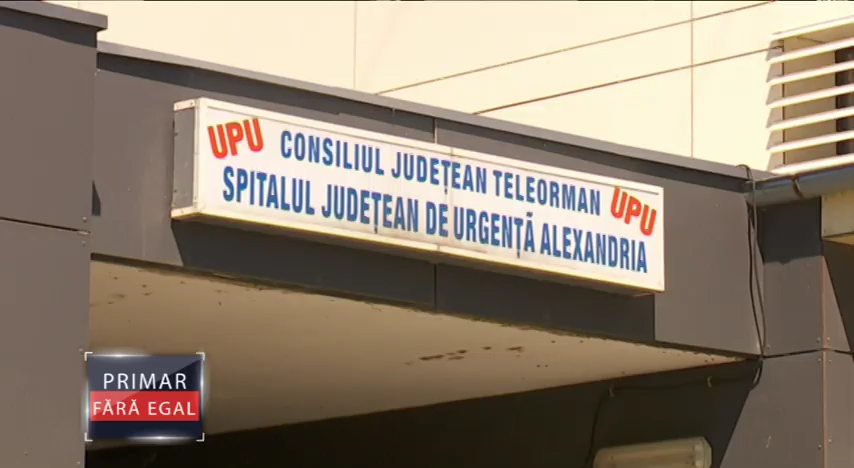 UPU CONSILIUL JUDEȚEAN TELEORMAN UPU
SPITALUL JUDEȚEAN DE URGENȚĂ ALEXANDRIA
PRIMAR
FĂRĂ EGAL